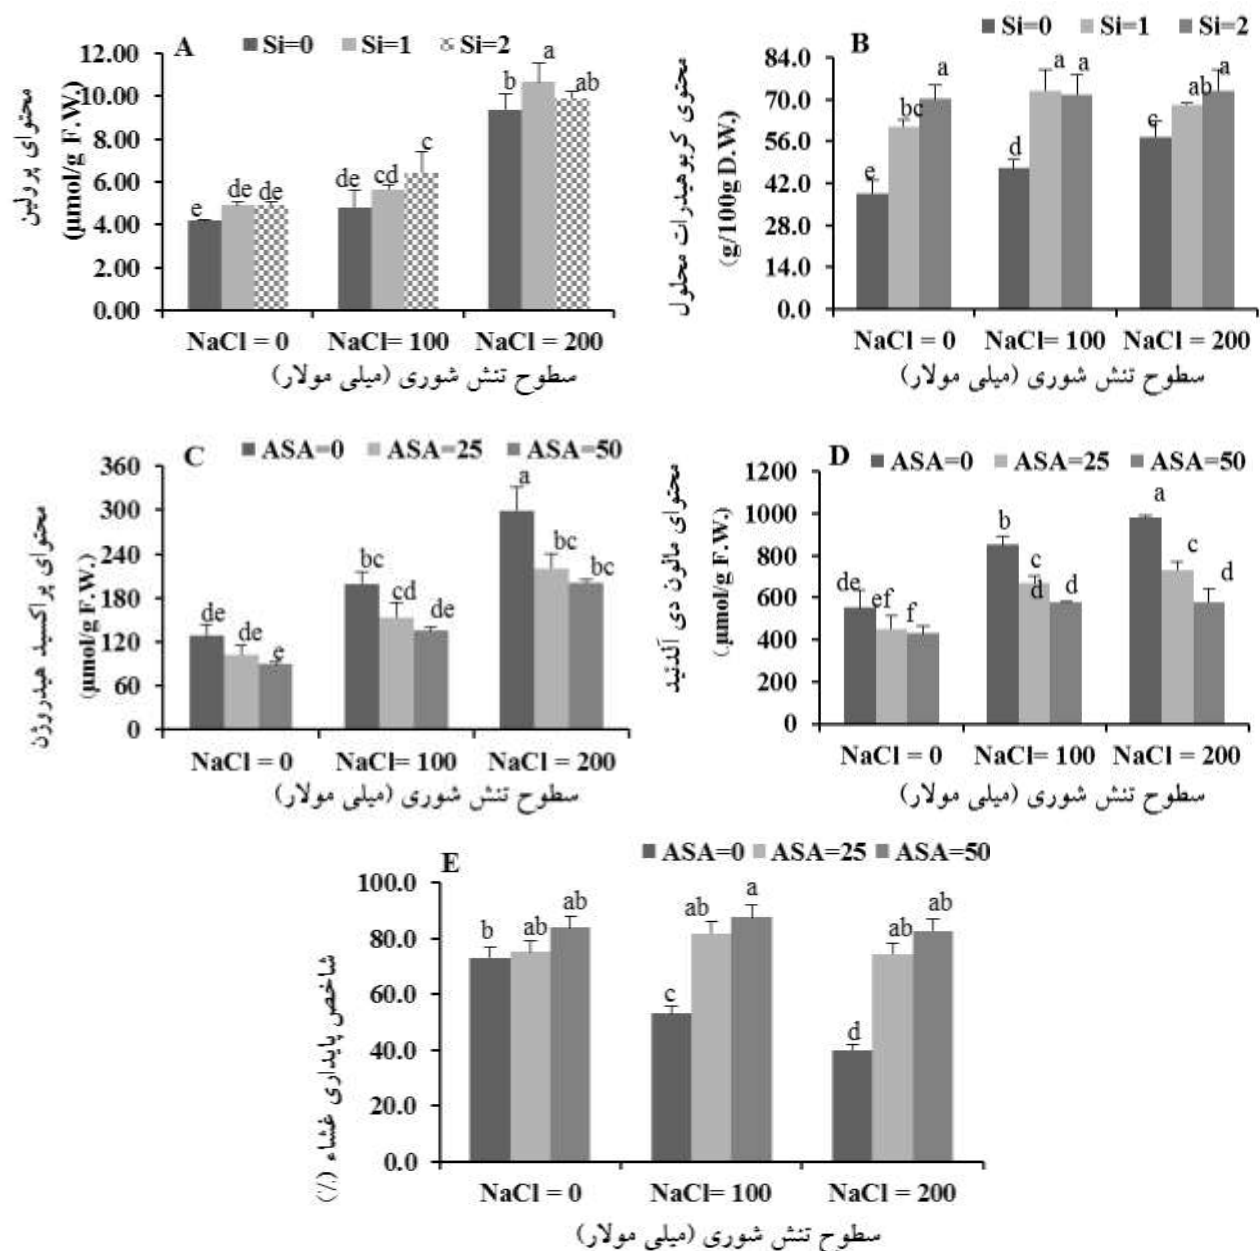 A
Si=0 Si=1 Si=2
محتوای پرولین
(µmol/g F.W.)
12.00
10.00
8.00
6.00
4.00
2.00
0.00
e de de
de cd c
b a ab
NaCl = 0 NaCl= 100 NaCl = 200
سطوح تنش شوری (میلی مولار)
B
Si=0 Si=1 Si=2
محتوی کربوهیدرات محلول
(g/100g D.W.)
84.0
70.0
56.0
42.0
28.0
14.0
0.0
e bc a
d a a
c ab a
NaCl = 0 NaCl= 100 NaCl = 200
سطوح تنش شوری (میلی مولار)
C
ASA=0 ASA=25 ASA=50
محتوای پراکسید هیدروژن
(µmol/g F.W.)
360
300
240
180
120
60
0
de de e
bc cd de
a bc bc
NaCl = 0 NaCl= 100 NaCl = 200
سطوح تنش شوری (میلی مولار)
D
ASA=0 ASA=25 ASA=50
محتوای مالون دی آلدئید
(.µmol/g F.W.)
1200
1000
800
600
400
200
0
de ef f
b c d d
a c d
NaCl = 0 NaCl= 100 NaCl = 200
سطوح تنش شوری (میلی مولار)
E
ASA=0 ASA=25 ASA=50
شاخص پایداری غشاء (٪)
100.0
80.0
60.0
40.0
20.0
0.0
b ab ab
c ab a
d ab ab
NaCl = 0 NaCl= 100 NaCl = 200
سطوح تنش شوری (میلی مولار)